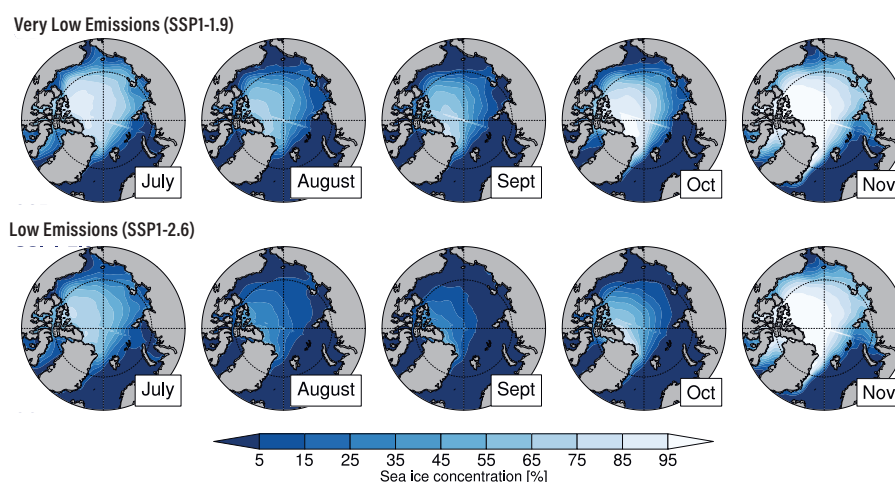 Very Low Emissions (SSP1-1.9)
July
August
Sept
Oct
Nov
Low Emissions (SSP1-2.6)
July
August
Sept
Oct
Nov
5 15 25 35 45 55 65 75 85 95
Sea ice concentration [%]